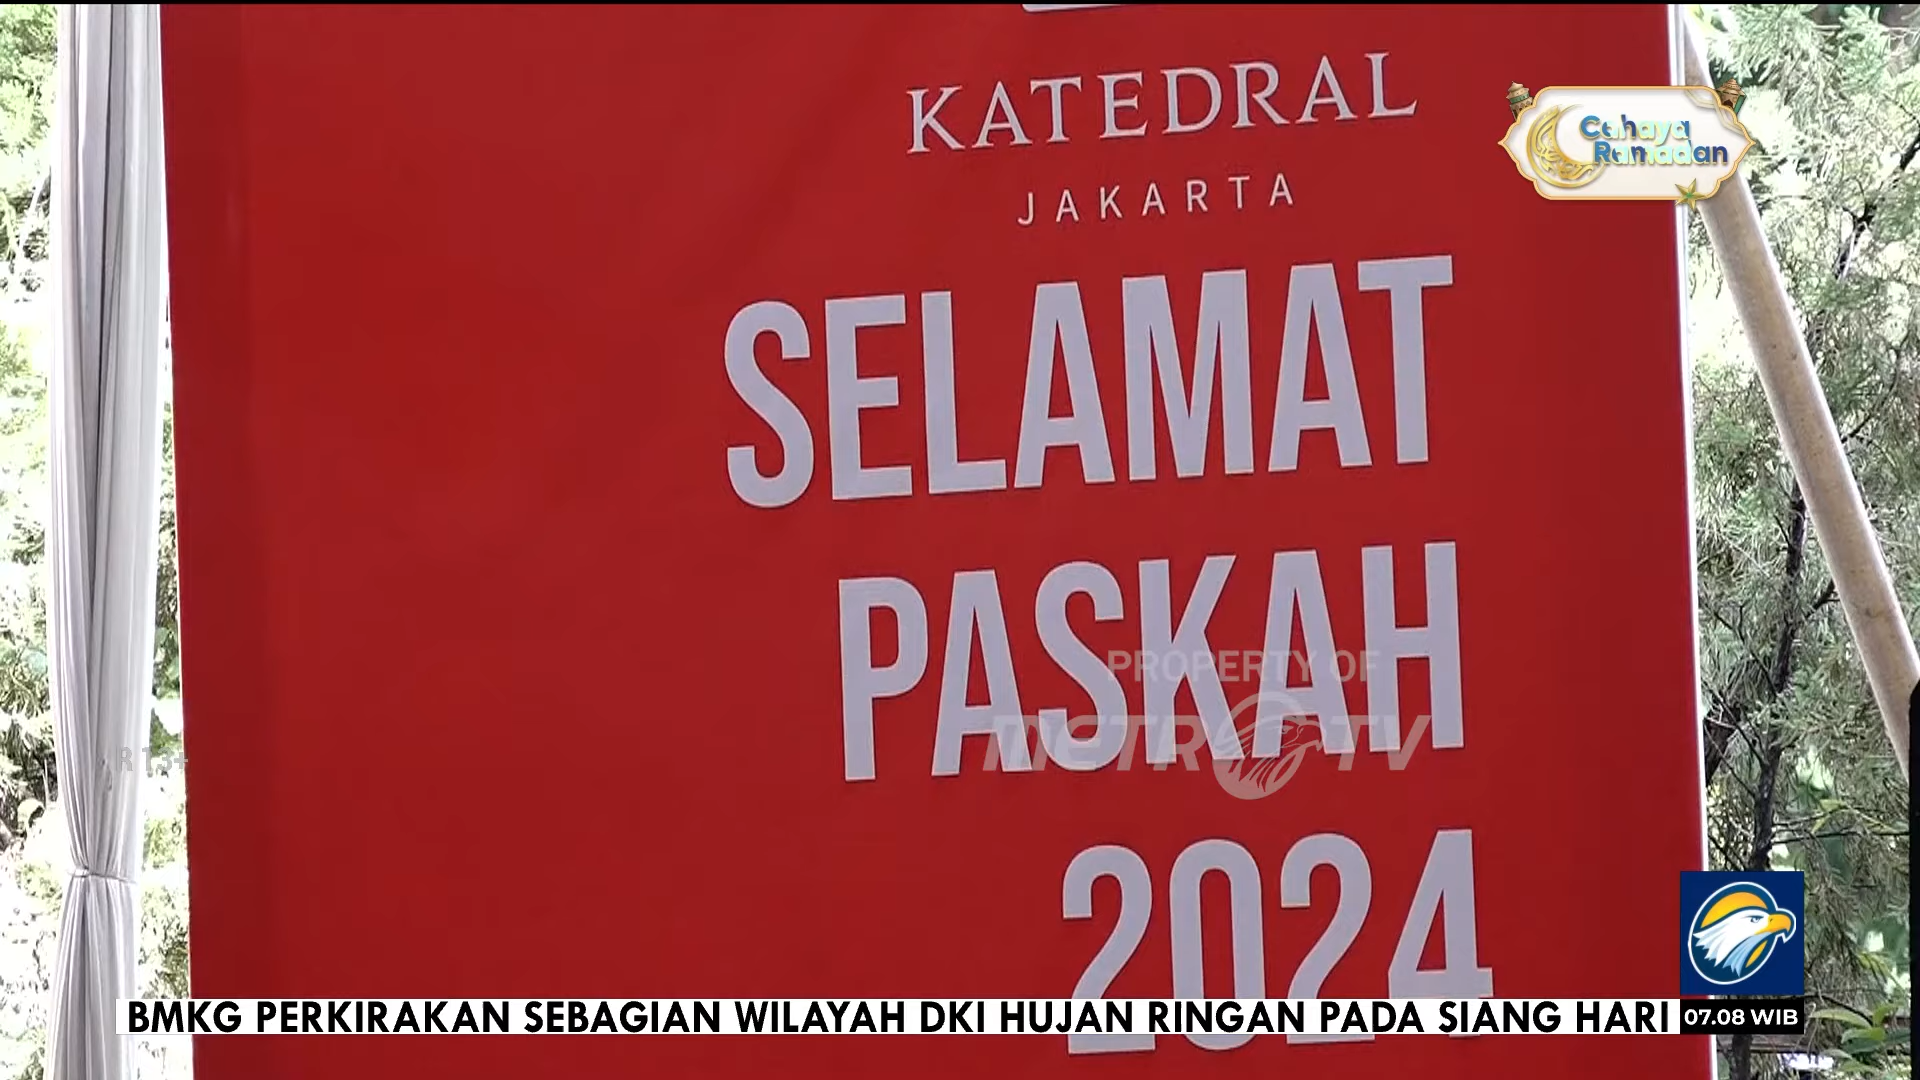 KATEDRAL
JAKARTA
Cahaya
Ramadan
SELAMAT
PASKAH
PROPERTY OF
METRO TV
R 13+
2024
BMKG PERKIRAKAN SEBAGIAN WILAYAH DKI HUJAN RINGAN PADA SIANG HARI
07.08 WIB